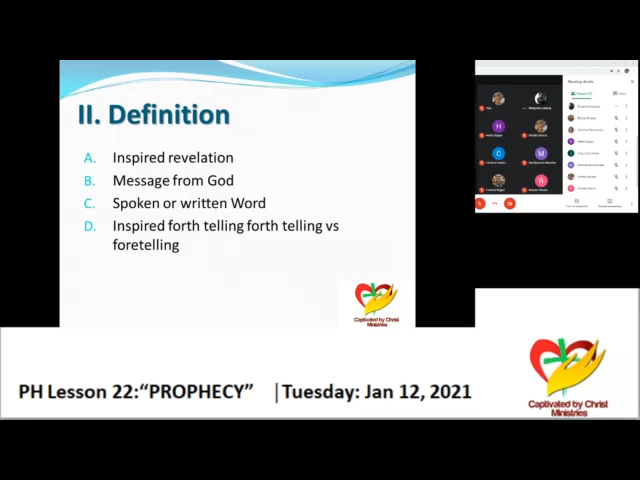 II. Definition
A. Inspired revelation
B. Message from God
C. Spoken or written Word
D. Inspired forth telling forth telling vs
foretelling
Captivated by Christ
Ministries
PH Lesson 22:“PROPHECY” |Tuesday: Jan 12, 2021
Captivated by Christ
Ministries
Meeting details